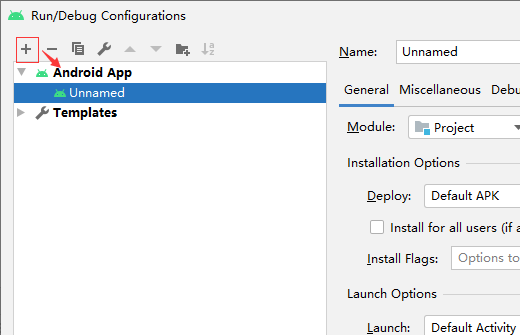 Run/Debug Configurations
Name: Unnamed
Android App
Unnamed
Templates
General Miscellaneous Debu
Module: Project
Installation Options
Deploy: Default APK
Install for all users (if a
Install Flags: Options to
Launch Options
Launch: Default Activity